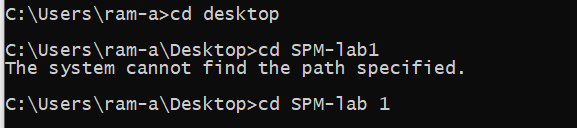 C:\Users\ram-a>cd desktop
C:\Users\ram-a\Desktop>cd SPM-lab1
The system cannot find the path specified.
C:\Users\ram-a\Desktop>cd SPM-lab 1